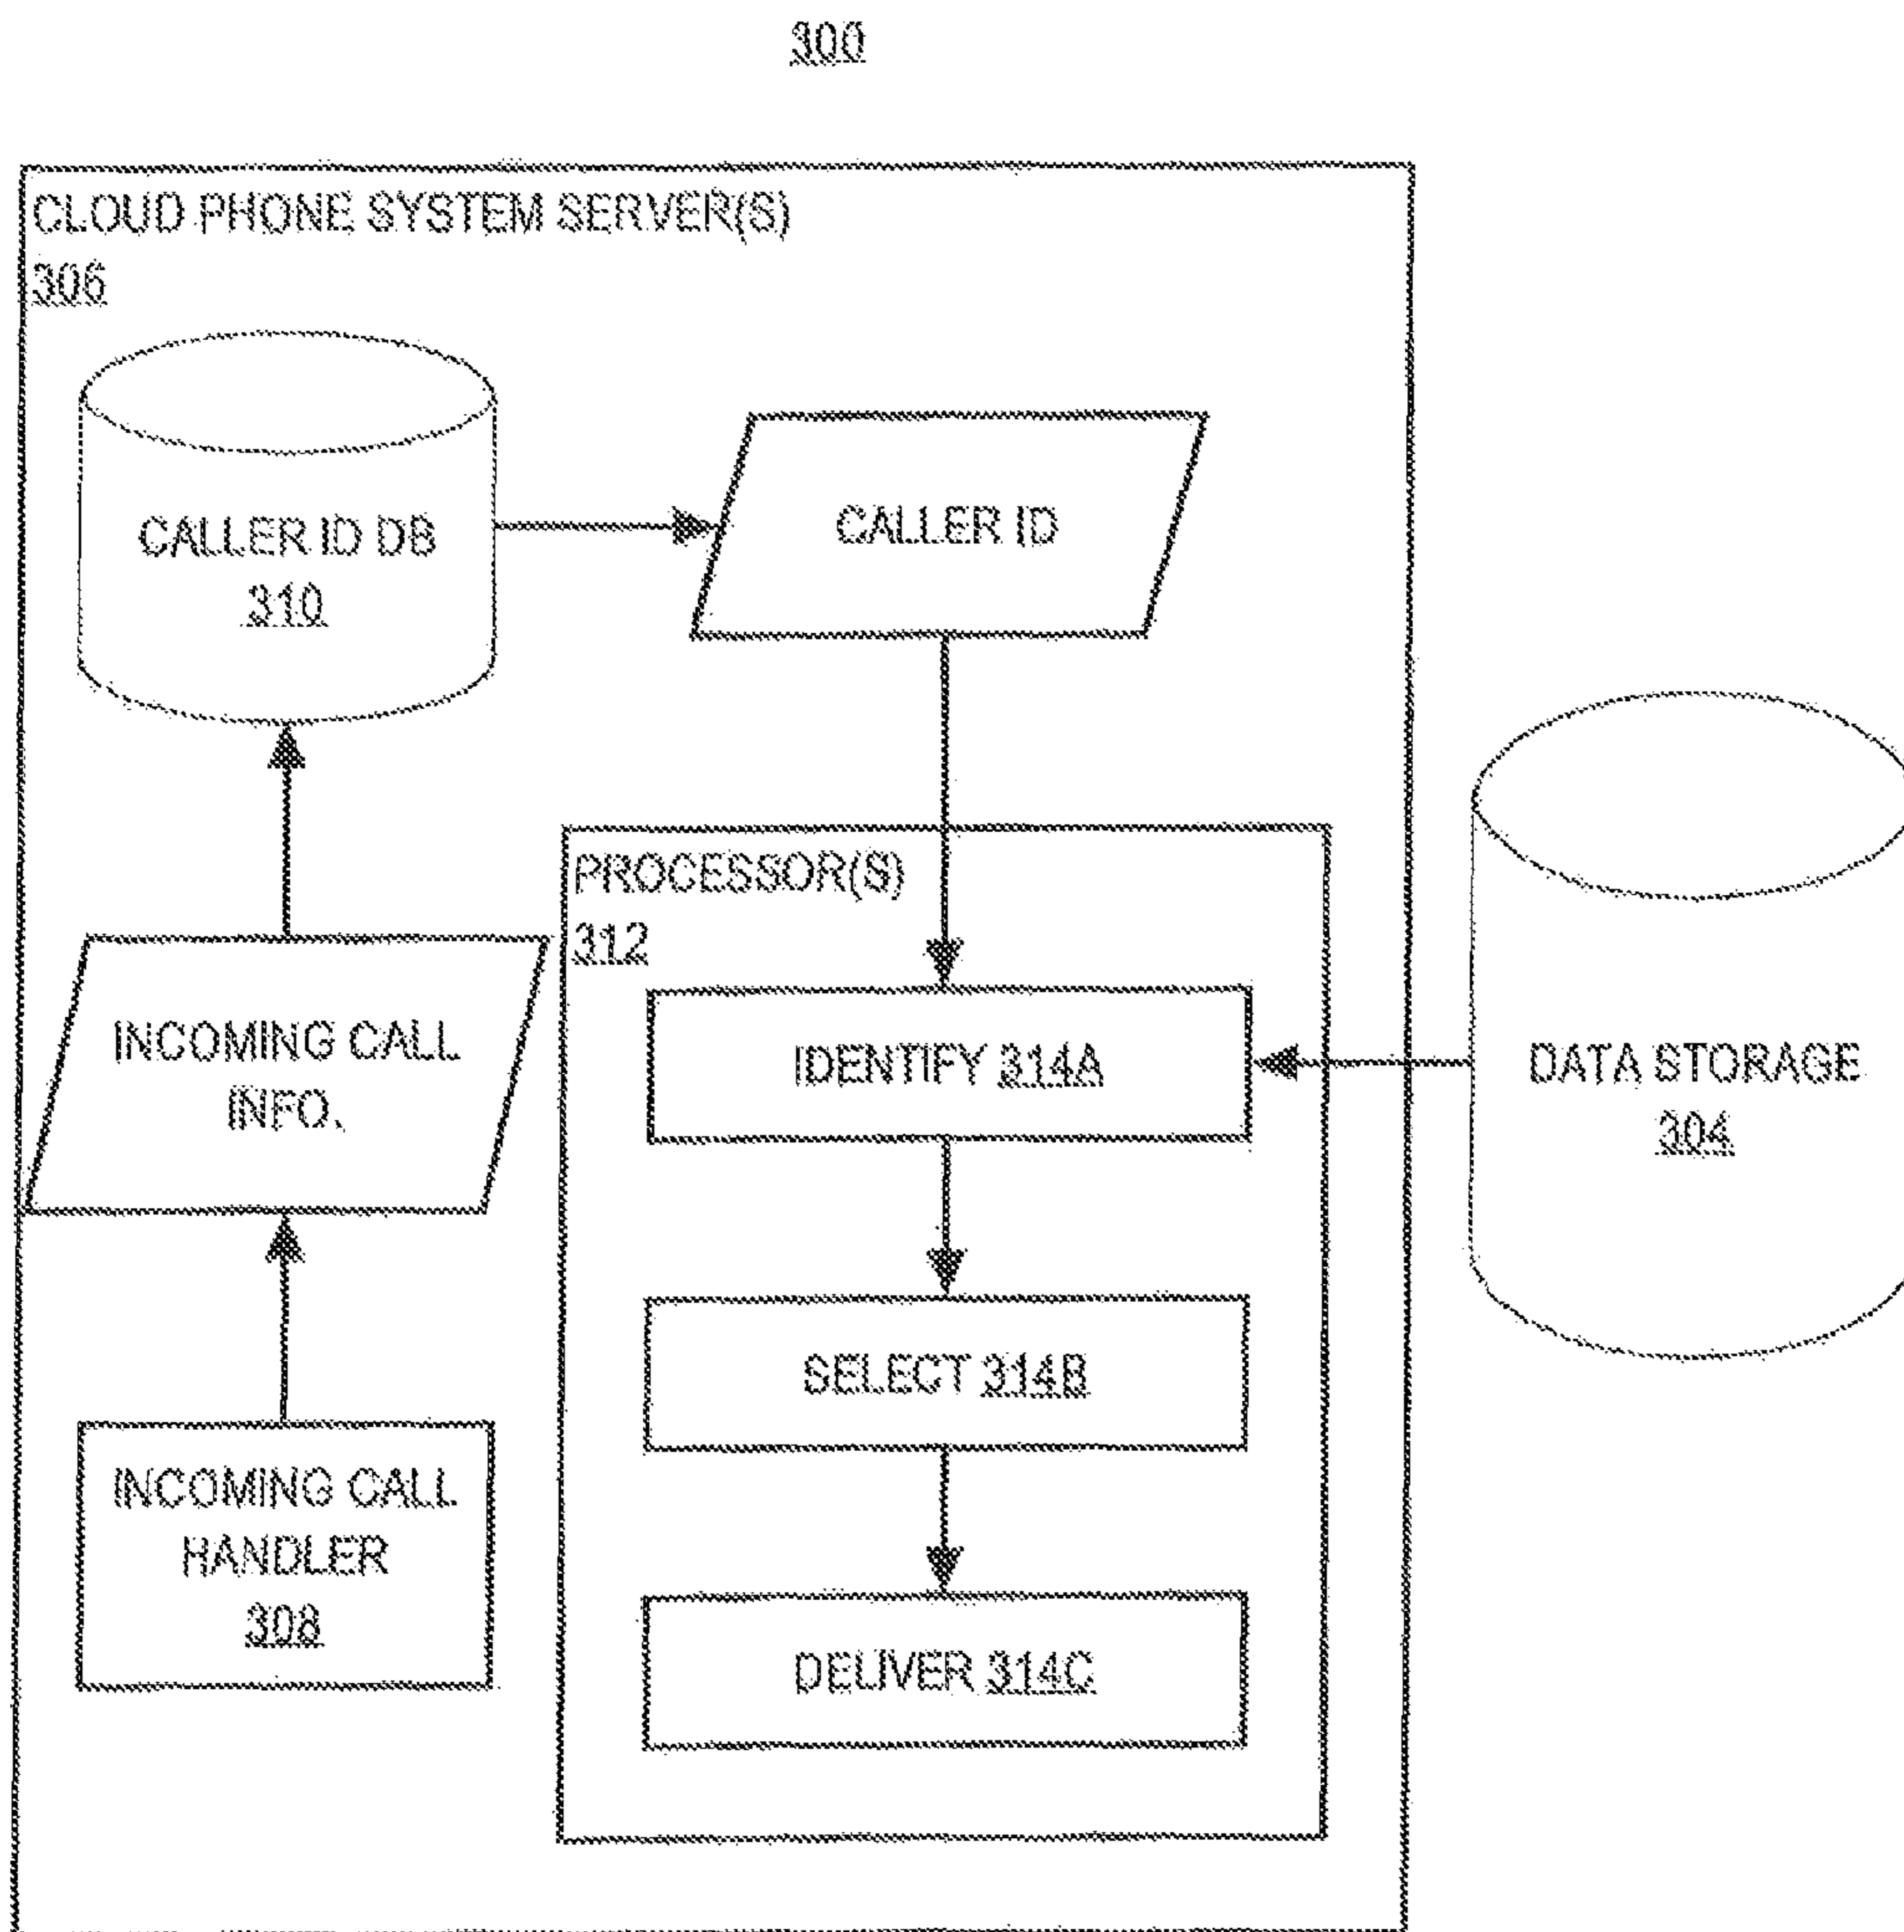 300
CLOUD PHONE SYSTEM SERVER(S)
306
CALLER ID DB
310
CALLER ID
PROCESSOR(S)
312
INCOMING CALL
INFO.
IDENTIFY 314A
DATA STORAGE
304
SELECT 314B
INCOMING CALL
HANDLER
308
DELIVER 314C